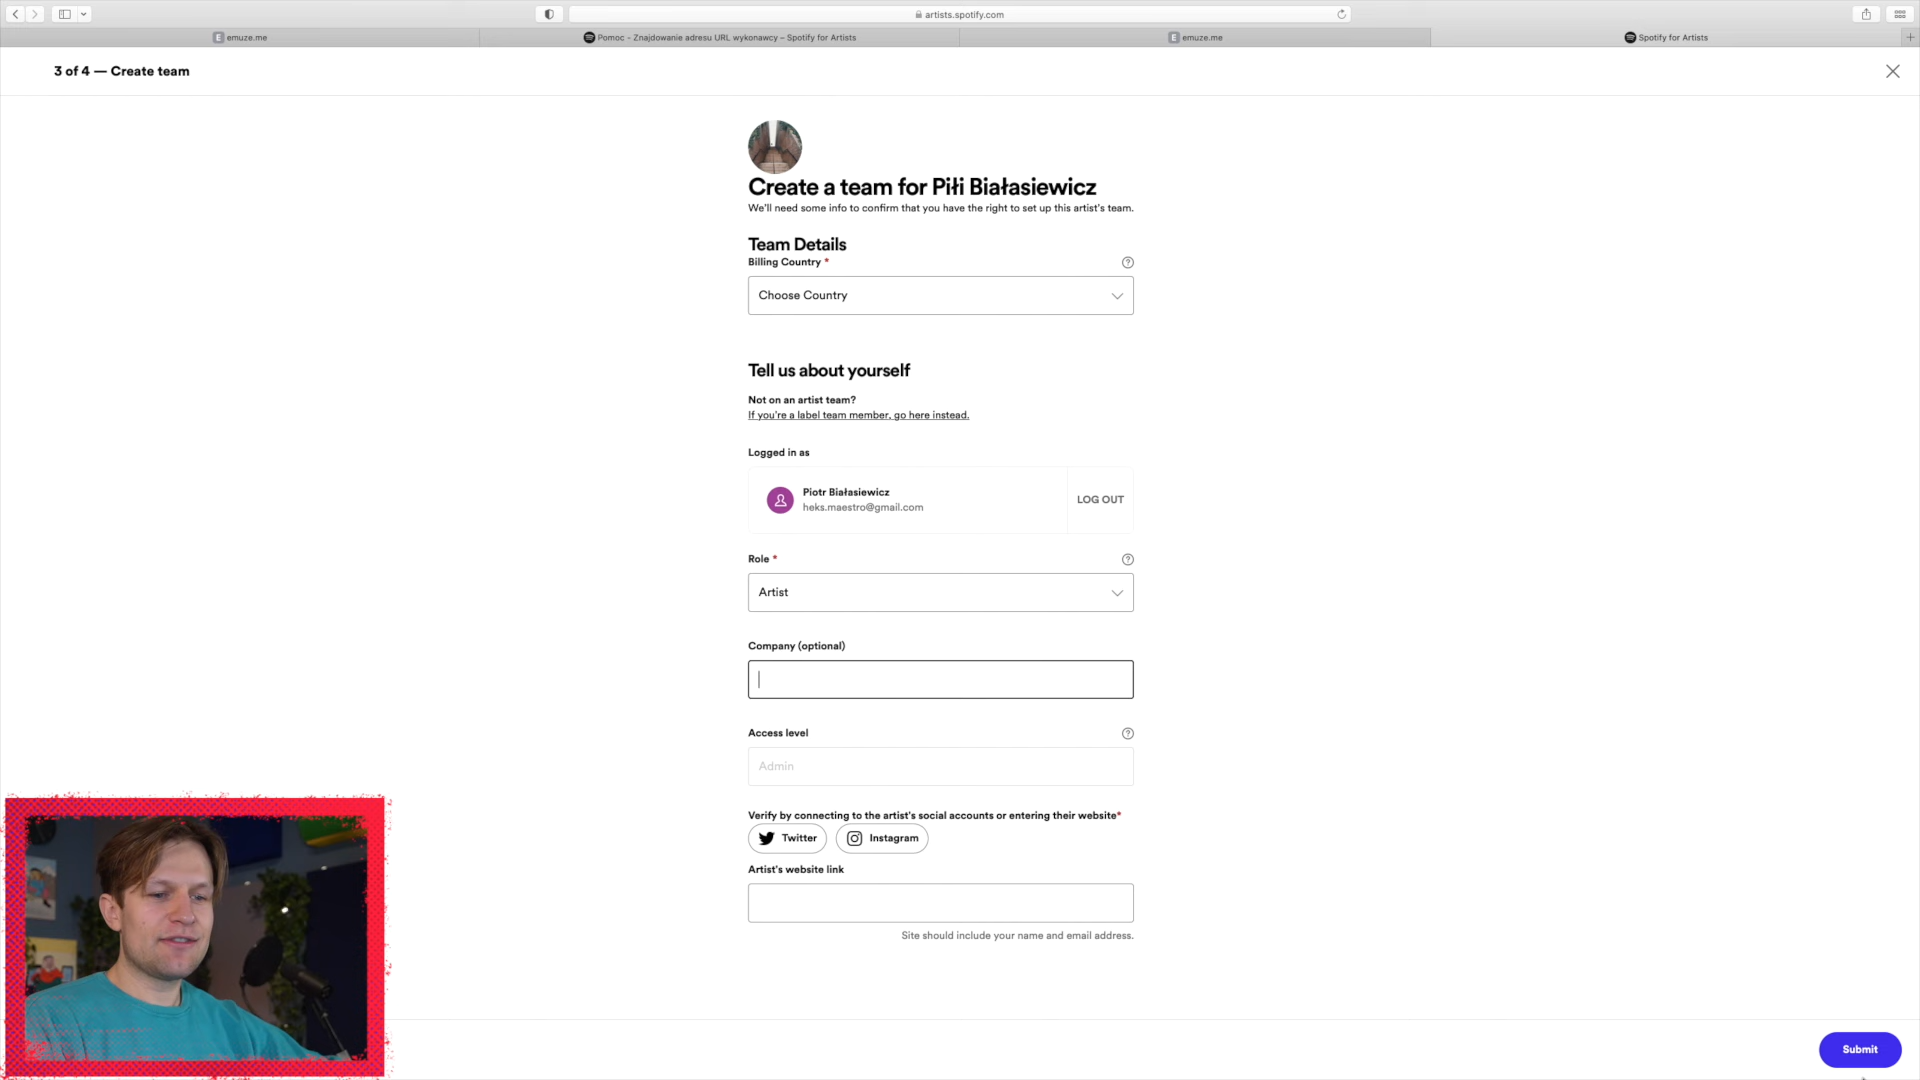 artists.spotify.com
E emuze.me
Pomoc - Znajdowanie adresu URL wykonawcy – Spotify for Artists
E emuze.me
Spotify for Artists
3 of 4 — Create team
Create a team for Piłi Białasiewicz
We'll need some info to confirm that you have the right to set up this artist's team.
Team Details
Billing Country *
?
Choose Country
Tell us about yourself
Not on an artist team?
If you're a label team member, go here instead.
Logged in as
Piotr Białasiewicz
heks.maestro@gmail.com
LOG OUT
Role *
?
Artist
Company (optional)
Access level
?
Admin
Verify by connecting to the artist's social accounts or entering their website*
Twitter
Instagram
Artist's website link
Site should include your name and email address.
Submit